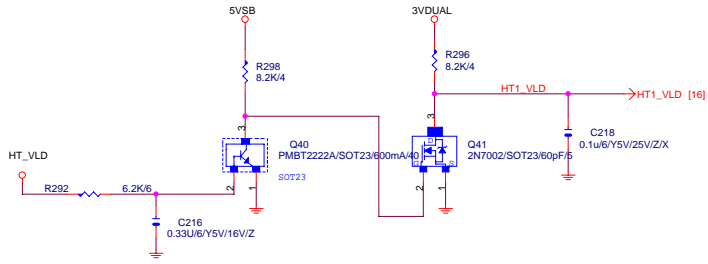 5VSB
3VDUAL
R298
8.2K/4
R296
8.2K/4
HT1_VLD
HT1_VLD [16]
3
3
Q40
PMBT2222A/SOT23/600mA/40
D
G
S
Q41
2N7002/SOT23/60pF/5
C218
0.1u/6/Y5V/25V/Z/X
HT_VLD
SOT23
R292
6.2K/6
2
1
2
1
C216
0.33U/6/Y5V/16V/Z